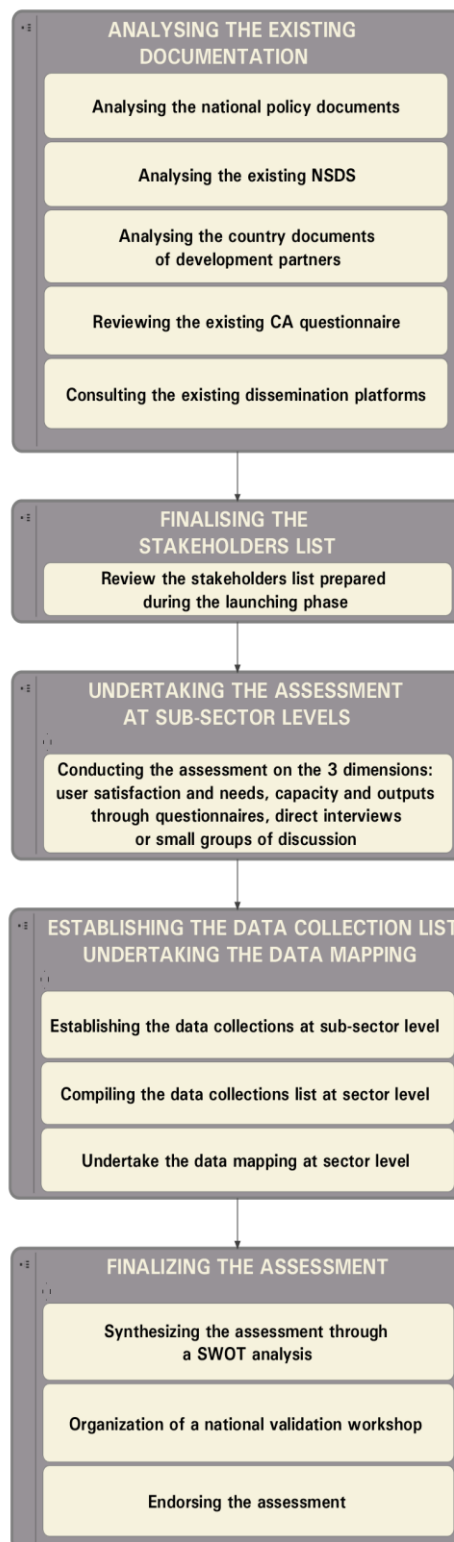 ANALYSING THE EXISTING
DOCUMENTATION
Analysing the national policy documents
Analysing the existing NSDS
Analysing the country documents
of development partners
Reviewing the existing CA questionnaire
Consulting the existing dissemination platforms
FINALISING THE
STAKEHOLDERS LIST
Review the stakeholders list prepared
during the launching phase
UNDERTAKING THE ASSESSMENT
AT SUB-SECTOR LEVELS
Conducting the assessment on the 3 dimensions:
user satisfaction and needs, capacity and outputs
through questionnaires, direct interviews
or small groups of discussion
ESTABLISHING THE DATA COLLECTION LIST
UNDERTAKING THE DATA MAPPING
Establishing the data collections at sub-sector level
Compiling the data collections list at sector level
Undertake the data mapping at sector level
FINALIZING THE ASSESSMENT
Synthesizing the assessment through
a SWOT analysis
Organization of a national validation workshop
Endorsing the assessment